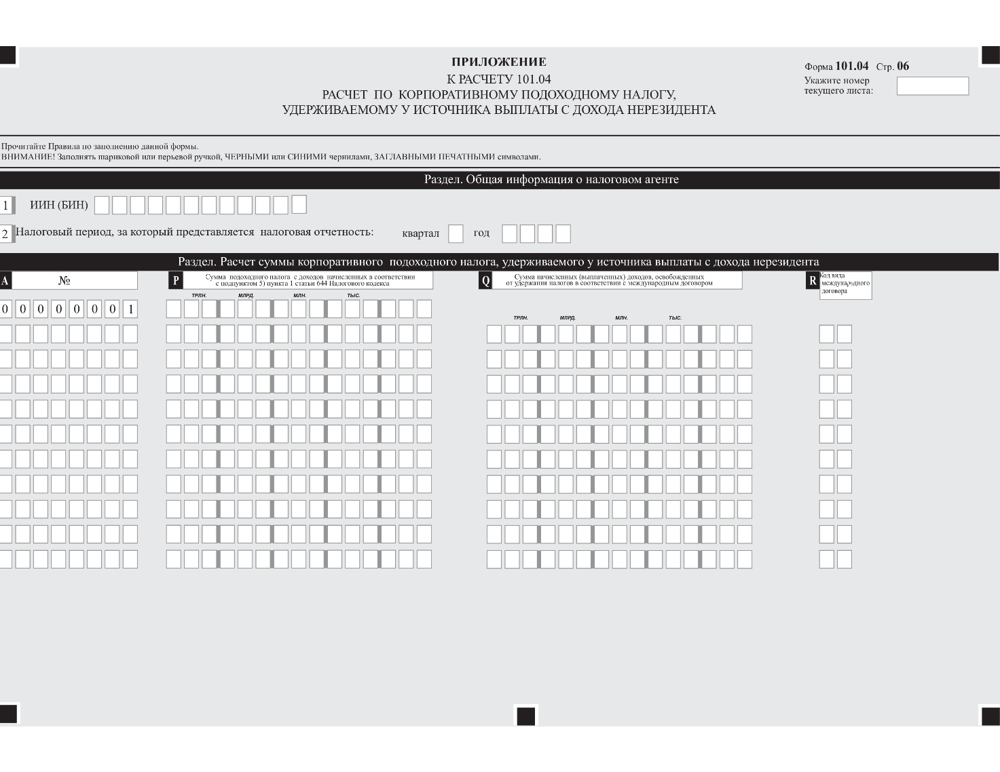 ПРИЛОЖЕНИЕ
К РАСЧЕТУ 101.04
РАСЧЕТ ПО КОРПОРАТИВНОМУ ПОДОХОДНОМУ НАЛОГУ,
УДЕРЖИВАЕМОМУ У ИСТОЧНИКА ВЫПЛАТЫ С ДОХОДА НЕРЕЗИДЕНТА
Форма 101.04 Стр. 06
Укажите номер
текущего листа:
Прочитайте Правила по заполнению данной формы.
ВНИМАНИЕ! Заполнять шариковой или перьевой ручкой, ЧЕРНЫМИ или СИНИМИ чернилами, ЗАГЛАВНЫМИ ПЕЧАТНЫМИ символами.
Раздел. Общая информация о налоговом агенте
1 ИИН (БИН)
2 Налоговый период, за который представляется налоговая отчетность: квартал год
Раздел. Расчет суммы корпоративного подоходного налога, удерживаемого у источника выплаты с дохода нерезидента
A №
P Сумма подоходного налога с доходов начисленных в соответствии
с подпунктом 5) пункта 1 статьи 644 Налогового кодекса
Q Сумма начисленных (выплаченных) доходов, освобожденных
от удержания налогов в соответствии с международным договором
R Код вида
международного
договора
ТРЛН. МЛРД. МЛН. ТЫС.
0 0 0 0 0 0 0 1
ТРЛН. МЛРД. МЛН. ТЫС.